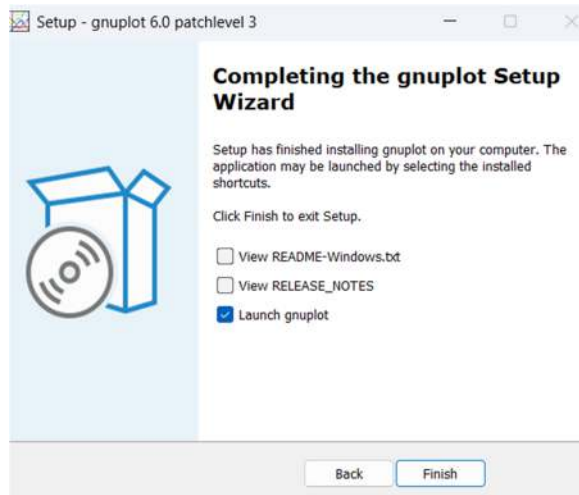 Setup - gnuplot 6.0 patchlevel 3
Completing the gnuplot Setup
Wizard
Setup has finished installing gnuplot on your computer. The
application may be launched by selecting the installed
shortcuts.
Click Finish to exit Setup.
View README-Windows.txt
View RELEASE_NOTES
Launch gnuplot
Back
Finish